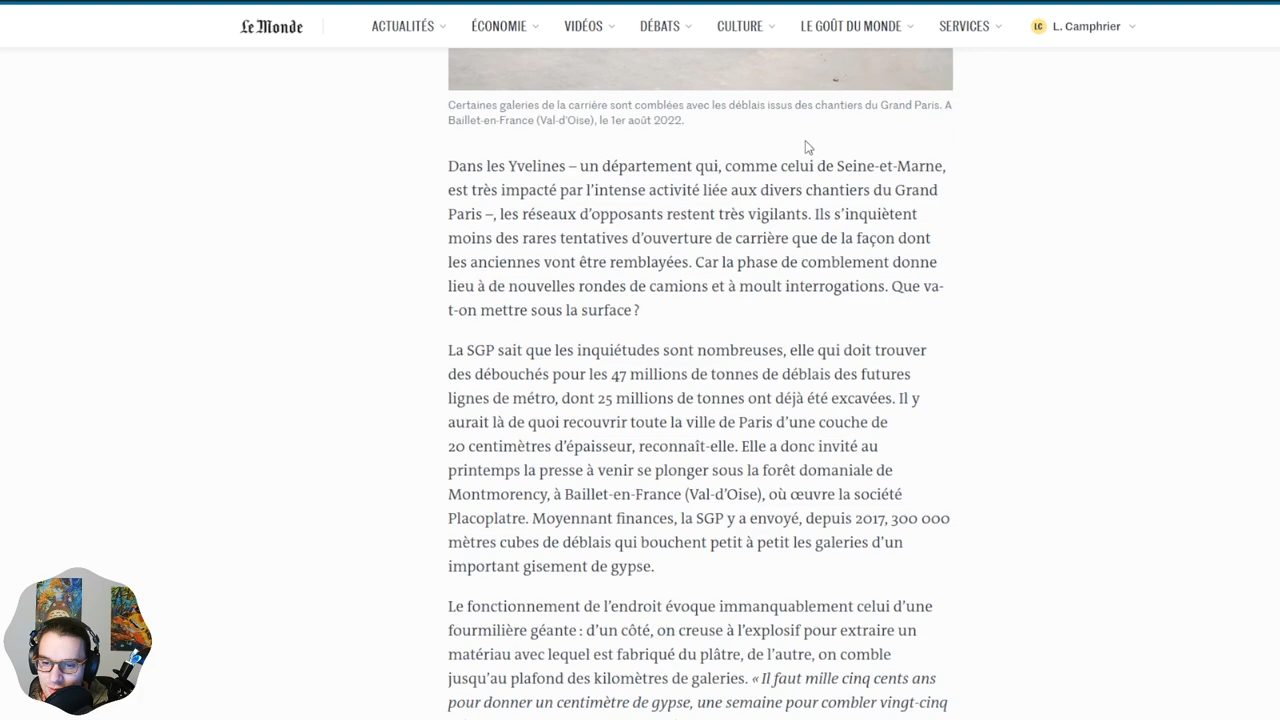 Le Monde
ACTUALITÉS
ÉCONOMIE
VIDÉOS
DÉBATS
CULTURE
LE GOÛT DU MONDE
SERVICES
LC
L. Camphrier
Certaines galeries de la carrière sont comblées avec les déblais issus des chantiers du Grand Paris. A
Baillet-en-France (Val-d'Oise), le 1er août 2022.
Dans les Yvelines – un département qui, comme celui de Seine-et-Marne,
est très impacté par l'intense activité liée aux divers chantiers du Grand
Paris –, les réseaux d'opposants restent très vigilants. Ils s'inquiètent
moins des rares tentatives d'ouverture de carrière que de la façon dont
les anciennes vont être remblayées. Car la phase de comblement donne
lieu à de nouvelles rondes de camions et à moult interrogations. Que va-
t-on mettre sous la surface ?
La SGP sait que les inquiétudes sont nombreuses, elle qui doit trouver
des débouchés pour les 47 millions de tonnes de déblais des futures
lignes de métro, dont 25 millions de tonnes ont déjà été excavées. Il y
aurait là de quoi recouvrir toute la ville de Paris d'une couche de
20 centimètres d'épaisseur, reconnaît-elle. Elle a donc invité au
printemps la presse à venir se plonger sous la forêt domaniale de
Montmorency, à Baillet-en-France (Val-d'Oise), où œuvre la société
Placoplatre. Moyennant finances, la SGP y a envoyé, depuis 2017, 300 000
mètres cubes de déblais qui bouchent petit à petit les galeries d'un
important gisement de gypse.
Le fonctionnement de l'endroit évoque immanquablement celui d'une
fourmilière géante : d'un côté, on creuse à l'explosif pour extraire un
matériau avec lequel est fabriqué du plâtre, de l'autre, on comble
jusqu'au plafond des kilomètres de galeries. « Il faut mille cinq cents ans
pour donner un centimètre de gypse, une semaine pour combler vingt-cinq